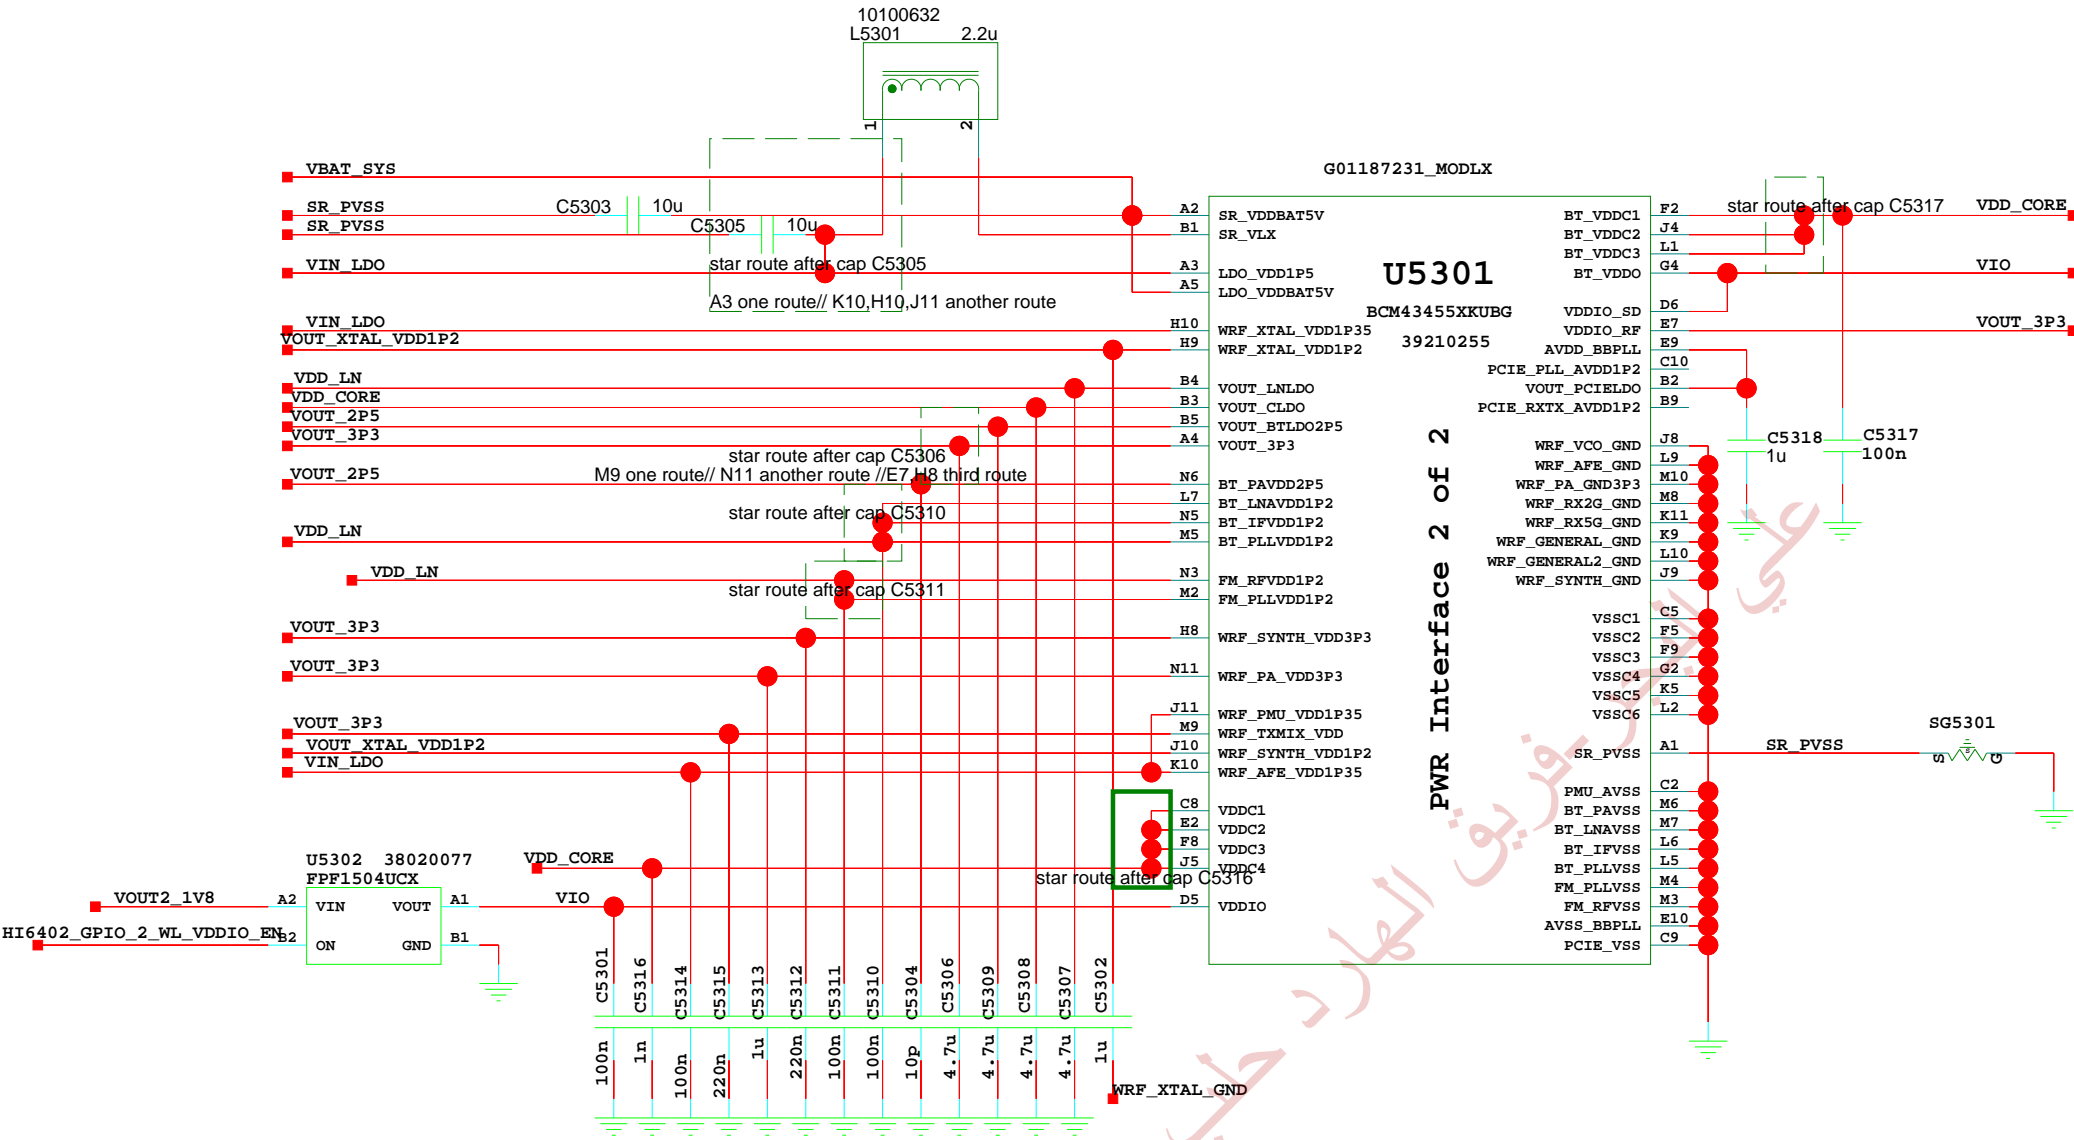 10100632
L5301 2.2u
1 2
VBAT_SYS
SR_PVSS C5303 10u
SR_PVSS C5305 10u
VIN_LDO
star route after cap C5305
A3 one route// K10,H10,J11 another route
VIN_LDO
VOUT_XTAL_VDD1P2
VDD_LN
VDD_CORE
VOUT_2P5
VOUT_3P3
star route after cap C5306
M9 one route// N11 another route //E7,H8 third route
VOUT_2P5
star route after cap C5310
VDD_LN
VDD_LN
star route after cap C5311
VOUT_3P3
VOUT_3P3
VOUT_3P3
VOUT_XTAL_VDD1P2
VIN_LDO
VDD_CORE
star route after cap C5316
U5302 38020077
FPF1504UCX
VOUT2_1V8 A2 VIN VOUT A1 VIO
HI6402_GPIO_2_WL_VDDIO_EN B2 ON GND B1
G01187231_MODLX
U5301
BCM43455XKUBG
39210255
PWR Interface 2 of 2
A2 SR_VDDBAT5V
B1 SR_VLX
A3 LDO_VDD1P5
A5 LDO_VDDBAT5V
H10 WRF_XTAL_VDD1P35
H9 WRF_XTAL_VDD1P2
B4 VOUT_LNLDO
B3 VOUT_CLDO
B5 VOUT_BTLDO2P5
A4 VOUT_3P3
N6 BT_PAVDD2P5
L7 BT_LNAVDD1P2
N5 BT_IFVDD1P2
M5 BT_PLLVDD1P2
N3 FM_RFVDD1P2
M2 FM_PLLVDD1P2
H8 WRF_SYNTH_VDD3P3
N11 WRF_PA_VDD3P3
J11 WRF_PMU_VDD1P35
M9 WRF_TXMIX_VDD
J10 WRF_SYNTH_VDD1P2
K10 WRF_AFE_VDD1P35
C8 VDDC1
E2 VDDC2
F8 VDDC3
J5 VDDC4
D5 VDDIO
BT_VDDC1 F2
BT_VDDC2 J4
BT_VDDC3 L1
BT_VDDO G4
VDDIO_SD D6
VDDIO_RF E7
AVDD_BBPLL E9
PCIE_PLL_AVDD1P2 C10
VOUT_PCIELDO B2
PCIE_RXTX_AVDD1P2 B9
WRF_VCO_GND J8
WRF_AFE_GND L9
WRF_PA_GND3P3 M10
WRF_RX2G_GND M8
WRF_RX5G_GND K11
WRF_GENERAL_GND K9
WRF_GENERAL2_GND L10
WRF_SYNTH_GND J9
VSSC1 C5
VSSC2 F5
VSSC3 F9
VSSC4 G2
VSSC5 K5
VSSC6 L2
SR_PVSS A1
PMU_AVSS C2
BT_PAVSS M6
BT_LNAVSS M7
BT_IFVSS L6
BT_PLLVSS L5
FM_PLLVSS M4
FM_RFVSS M3
AVSS_BBPLL E10
PCIE_VSS C9
star route after cap C5317 VDD_CORE
VIO
VOUT_3P3
C5318 1u
C5317 100n
SR_PVSS S G SG5301
C5301 100n
C5316 1n
C5314 100n
C5315 220n
C5313 1u
C5312 220n
C5311 100n
C5310 100n
C5304 10p
C5306 4.7u
C5309 4.7u
C5308 4.7u
C5307 4.7u
C5302 1u
WRF_XTAL_GND